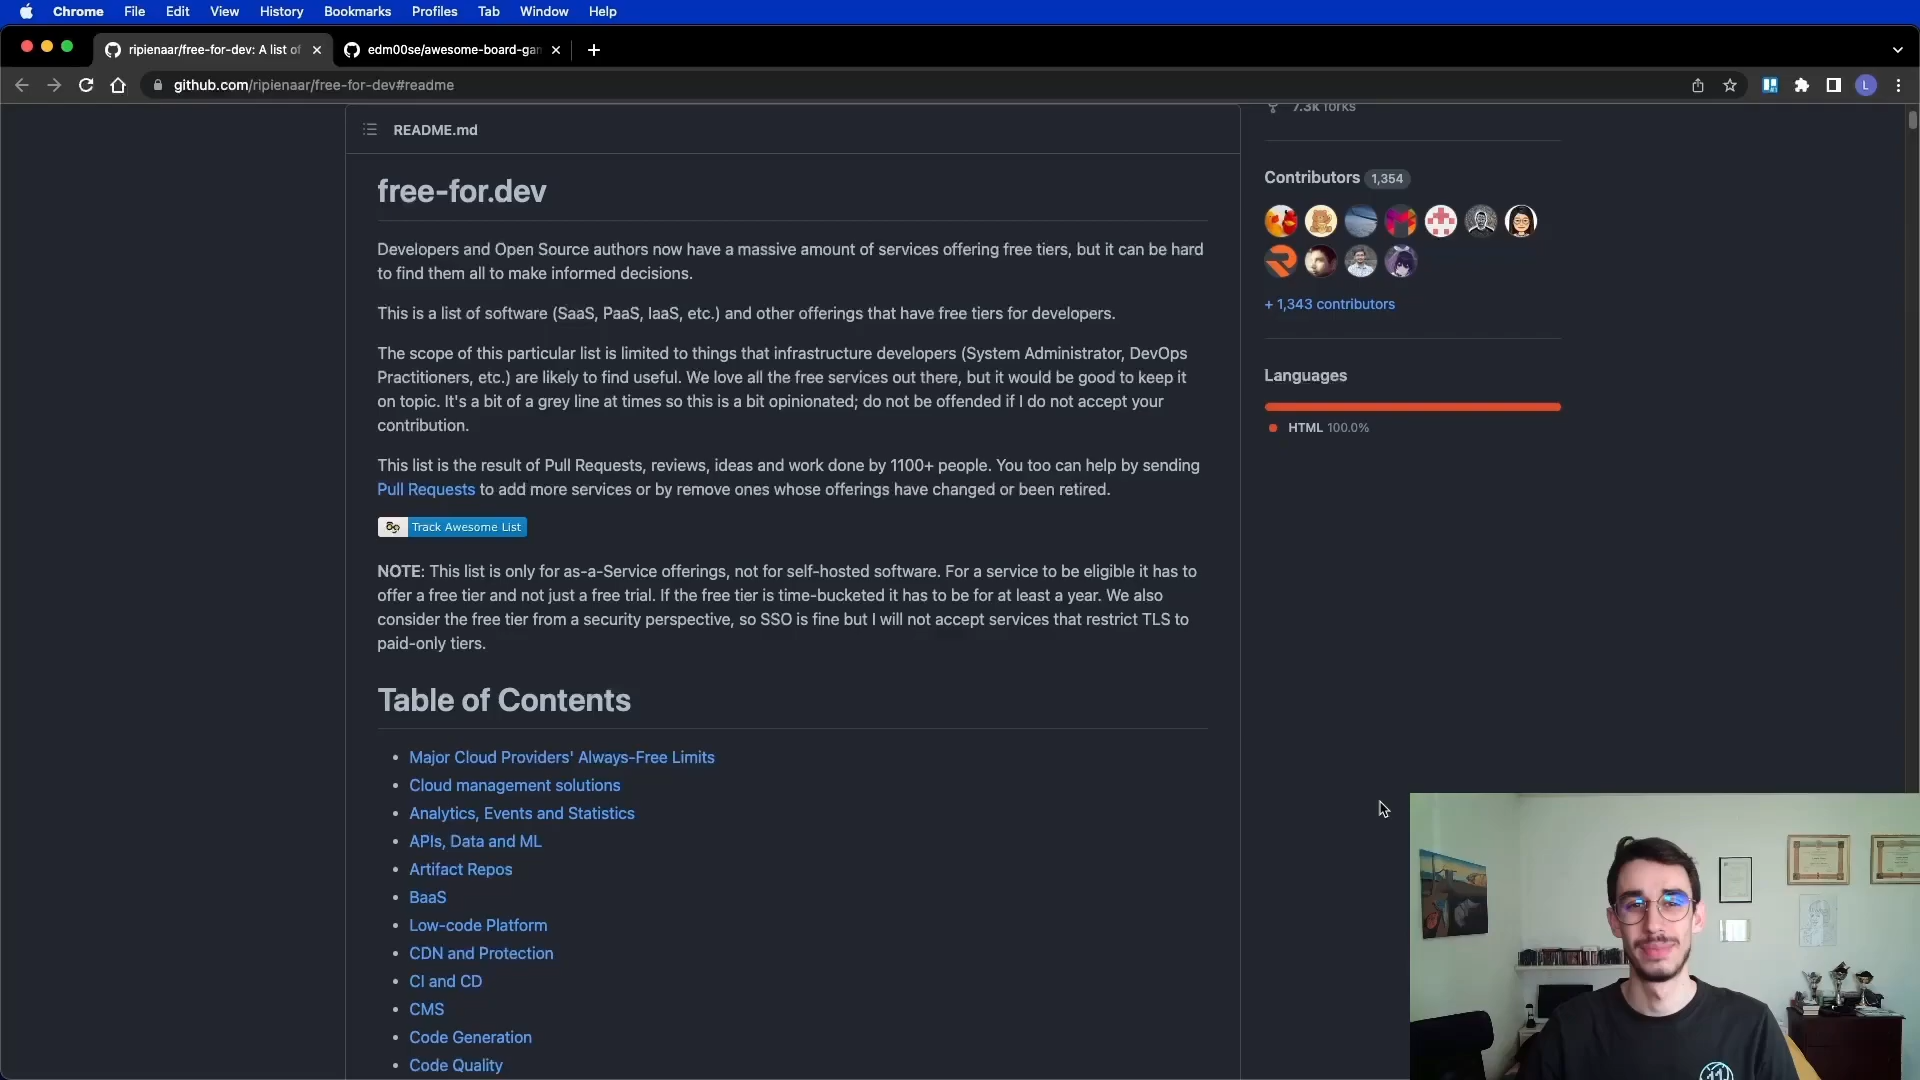 Chrome File Edit View History Bookmarks Profiles Tab Window Help
ripienaar/free-for-dev: A list of
edm00se/awesome-board-gan
github.com/ripienaar/free-for-dev#readme
L
README.md
7.3k forks
free-for.dev
Developers and Open Source authors now have a massive amount of services offering free tiers, but it can be hard
to find them all to make informed decisions.
This is a list of software (SaaS, PaaS, IaaS, etc.) and other offerings that have free tiers for developers.
The scope of this particular list is limited to things that infrastructure developers (System Administrator, DevOps
Practitioners, etc.) are likely to find useful. We love all the free services out there, but it would be good to keep it
on topic. It's a bit of a grey line at times so this is a bit opinionated; do not be offended if I do not accept your
contribution.
This list is the result of Pull Requests, reviews, ideas and work done by 1100+ people. You too can help by sending
Pull Requests to add more services or by remove ones whose offerings have changed or been retired.
Track Awesome List
NOTE: This list is only for as-a-Service offerings, not for self-hosted software. For a service to be eligible it has to
offer a free tier and not just a free trial. If the free tier is time-bucketed it has to be for at least a year. We also
consider the free tier from a security perspective, so SSO is fine but I will not accept services that restrict TLS to
paid-only tiers.
Table of Contents
Major Cloud Providers' Always-Free Limits
Cloud management solutions
Analytics, Events and Statistics
APIs, Data and ML
Artifact Repos
BaaS
Low-code Platform
CDN and Protection
CI and CD
CMS
Code Generation
Code Quality
Contributors 1,354
+ 1,343 contributors
Languages
HTML 100.0%